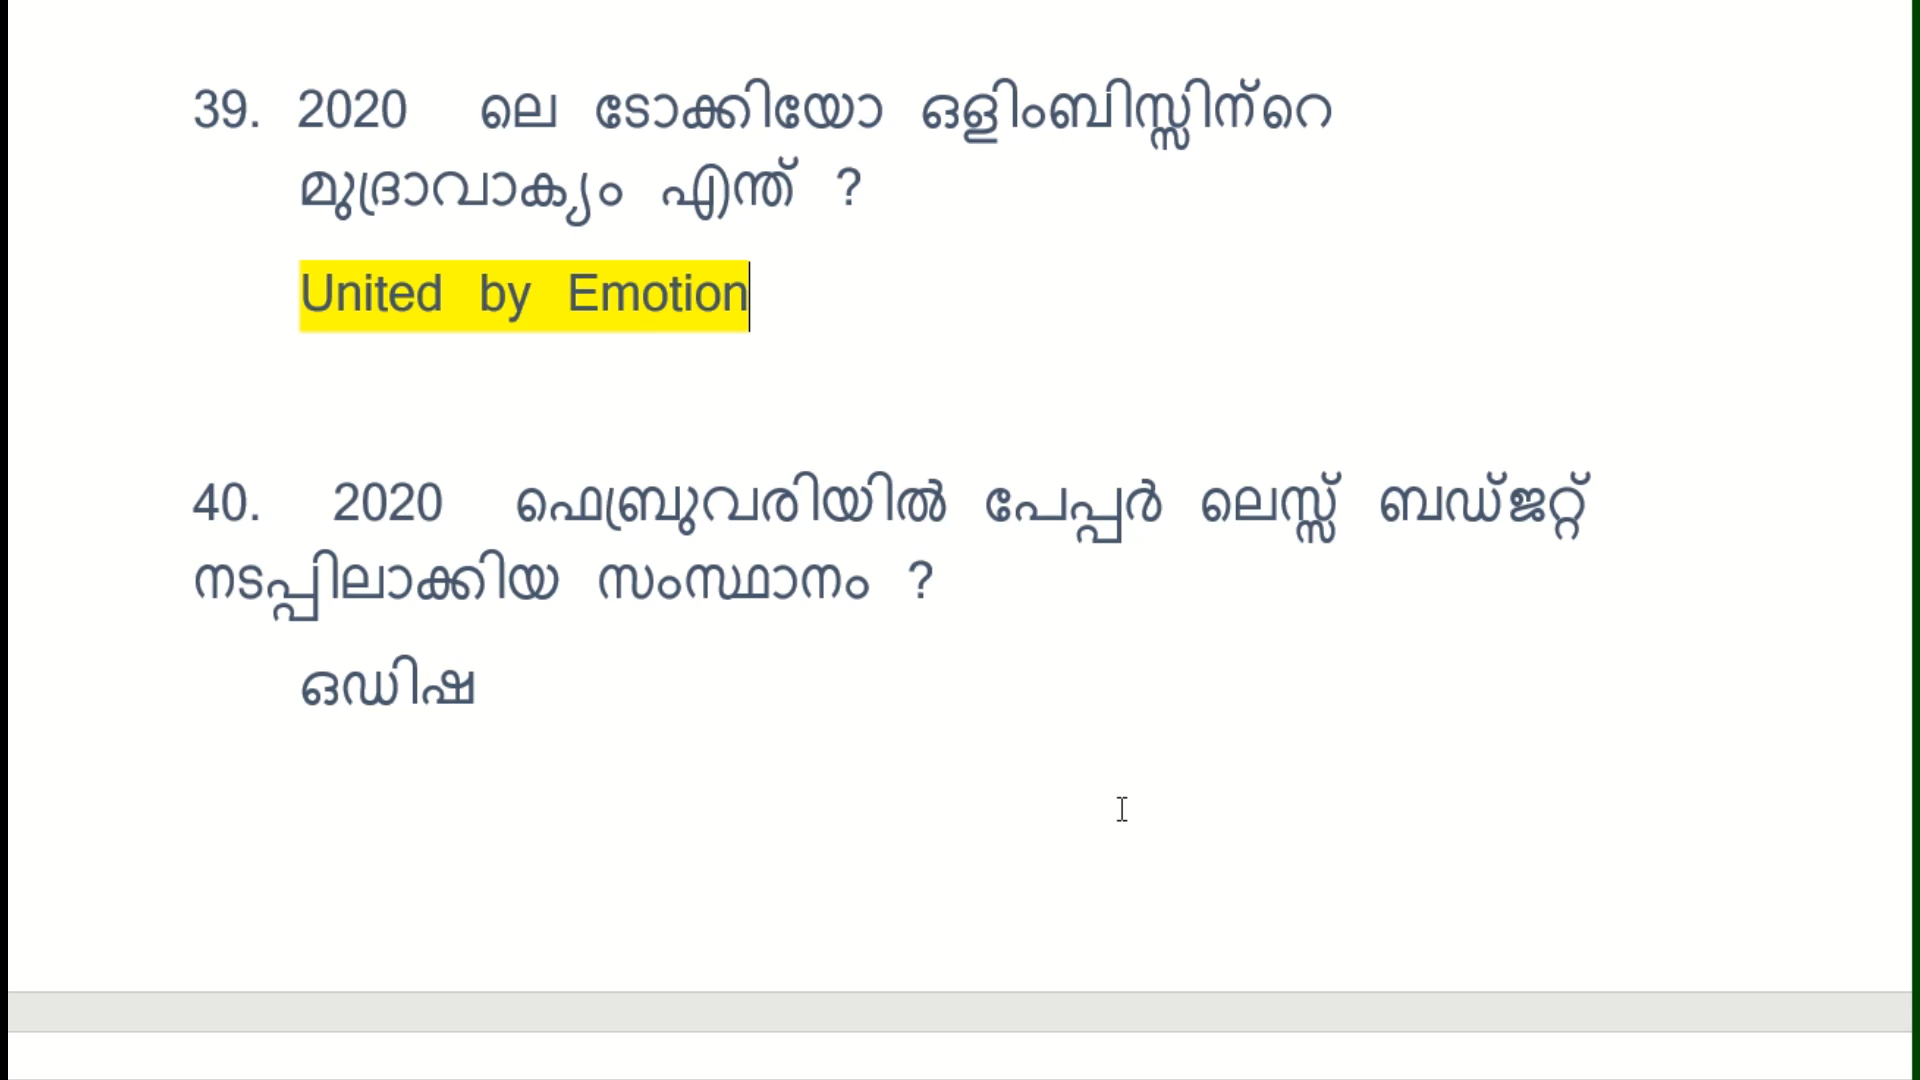 39. 2020 ലെ ടോക്കിയോ ഒളിംബിസ്സിന്റെ
മുദ്രാവാക്യം എന്ത് ?
United by Emotion
40. 2020 ഫെബ്രുവരിയിൽ പേപ്പർ ലെസ്സ് ബഡ്ജറ്റ്
നടപ്പിലാക്കിയ സംസ്ഥാനം ?
ഒഡിഷ